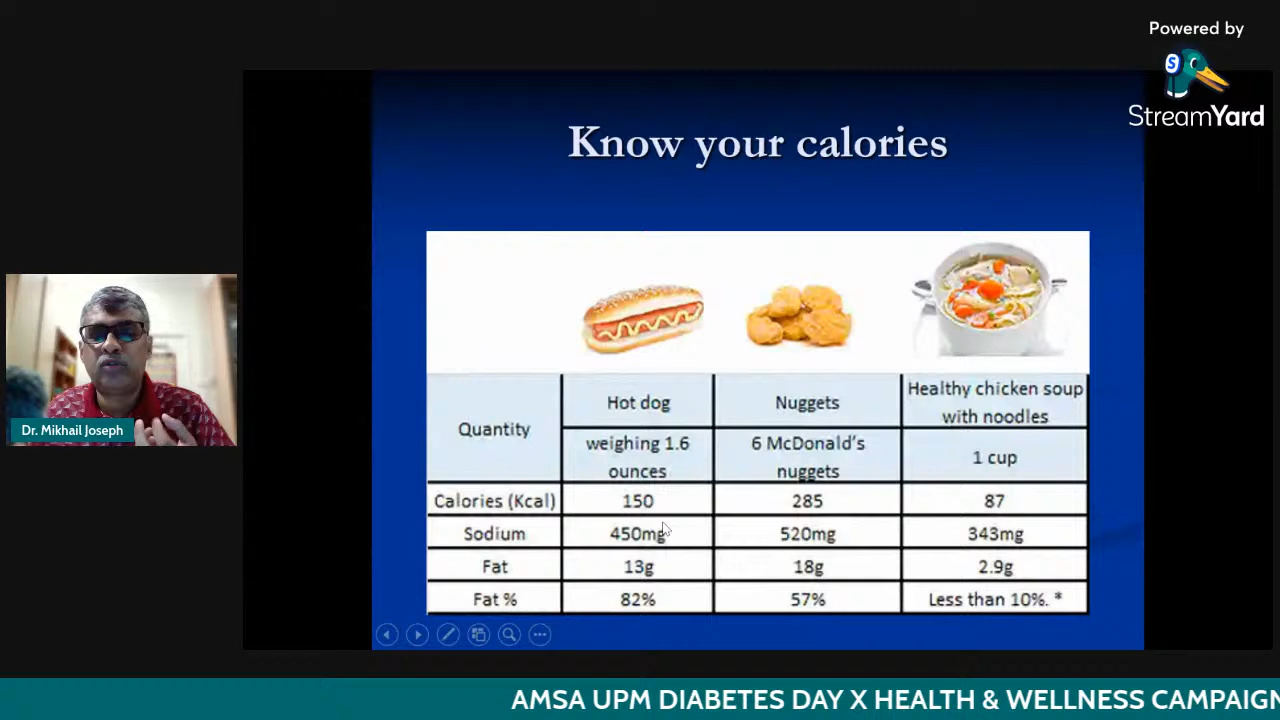 Powered by
S
StreamYard
Know your calories
Quantity
Hot dog
Nuggets
Healthy chicken soup
with noodles
weighing 1.6
ounces
6 McDonald's
nuggets
1 cup
Calories (Kcal)
150
285
87
Sodium
450mg
520mg
343mg
Fat
13g
18g
2.9g
Fat %
82%
57%
Less than 10%. *
Dr. Mikhail Joseph
AMSA UPM DIABETES DAY X HEALTH & WELLNESS CAMPAIGN